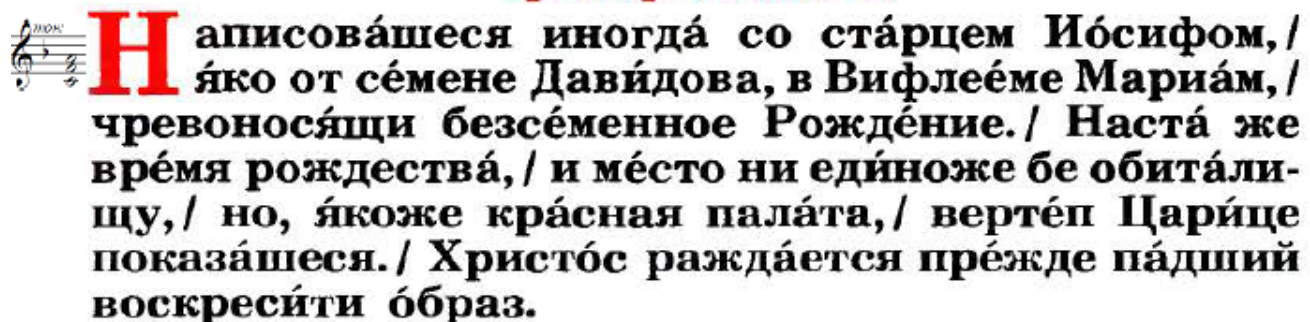 тон
Написова́шеся иногда́ со ста́рцем Ио́сифом,/
я́ко от се́мене Дави́дова, в Вифлее́ме Мариа́м,/
чревонося́щи безсе́менное Рожде́ние./ Наста́ же
вре́мя рождества́,/ и ме́сто ни еди́ноже бе обита́ли-
щу,/ но, я́коже кра́сная пала́та,/ верте́п Цари́це
показа́шеся./ Христо́с ражда́ется пре́жде па́дший
воскреси́ти о́браз.